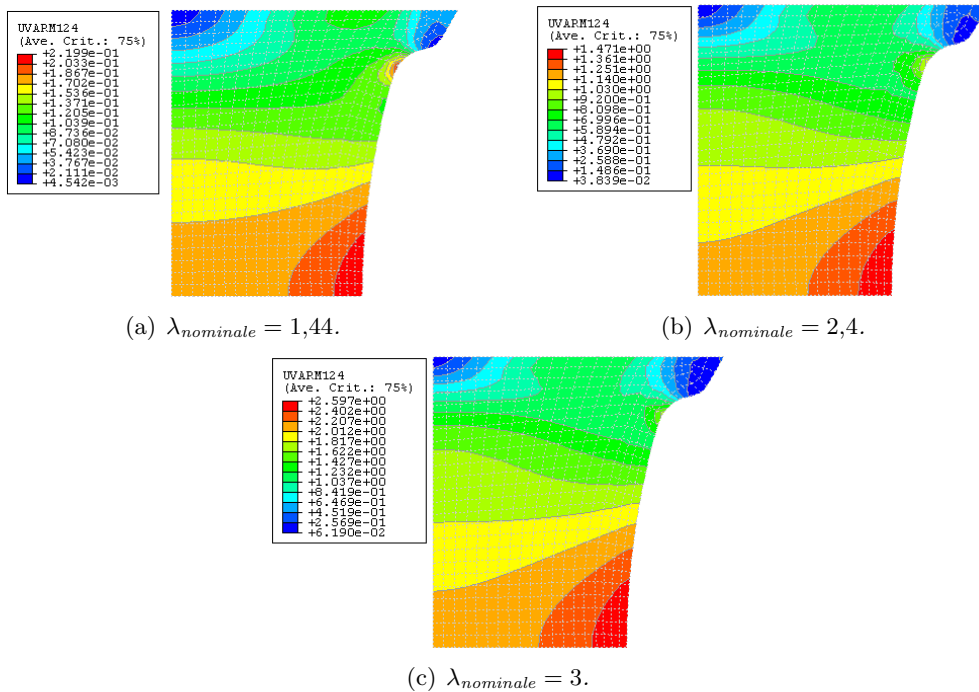 UVARM124
(Ave. Crit.: 75%)
+2.199e-01
+2.033e-01
+1.867e-01
+1.702e-01
+1.536e-01
+1.371e-01
+1.205e-01
+1.039e-01
+8.736e-02
+7.080e-02
+5.423e-02
+3.767e-02
+2.111e-02
+4.542e-03
(a) λnominale = 1,44.
UVARM124
(Ave. Crit.: 75%)
+1.471e+00
+1.361e+00
+1.251e+00
+1.140e+00
+1.030e+00
+9.200e-01
+8.098e-01
+6.996e-01
+5.894e-01
+4.792e-01
+3.690e-01
+2.588e-01
+1.486e-01
+3.839e-02
(b) λnominale = 2,4.
UVARM124
(Ave. Crit.: 75%)
+2.597e+00
+2.402e+00
+2.207e+00
+2.012e+00
+1.817e+00
+1.622e+00
+1.427e+00
+1.232e+00
+1.037e+00
+8.419e-01
+6.469e-01
+4.519e-01
+2.569e-01
+6.190e-02
(c) λnominale = 3.